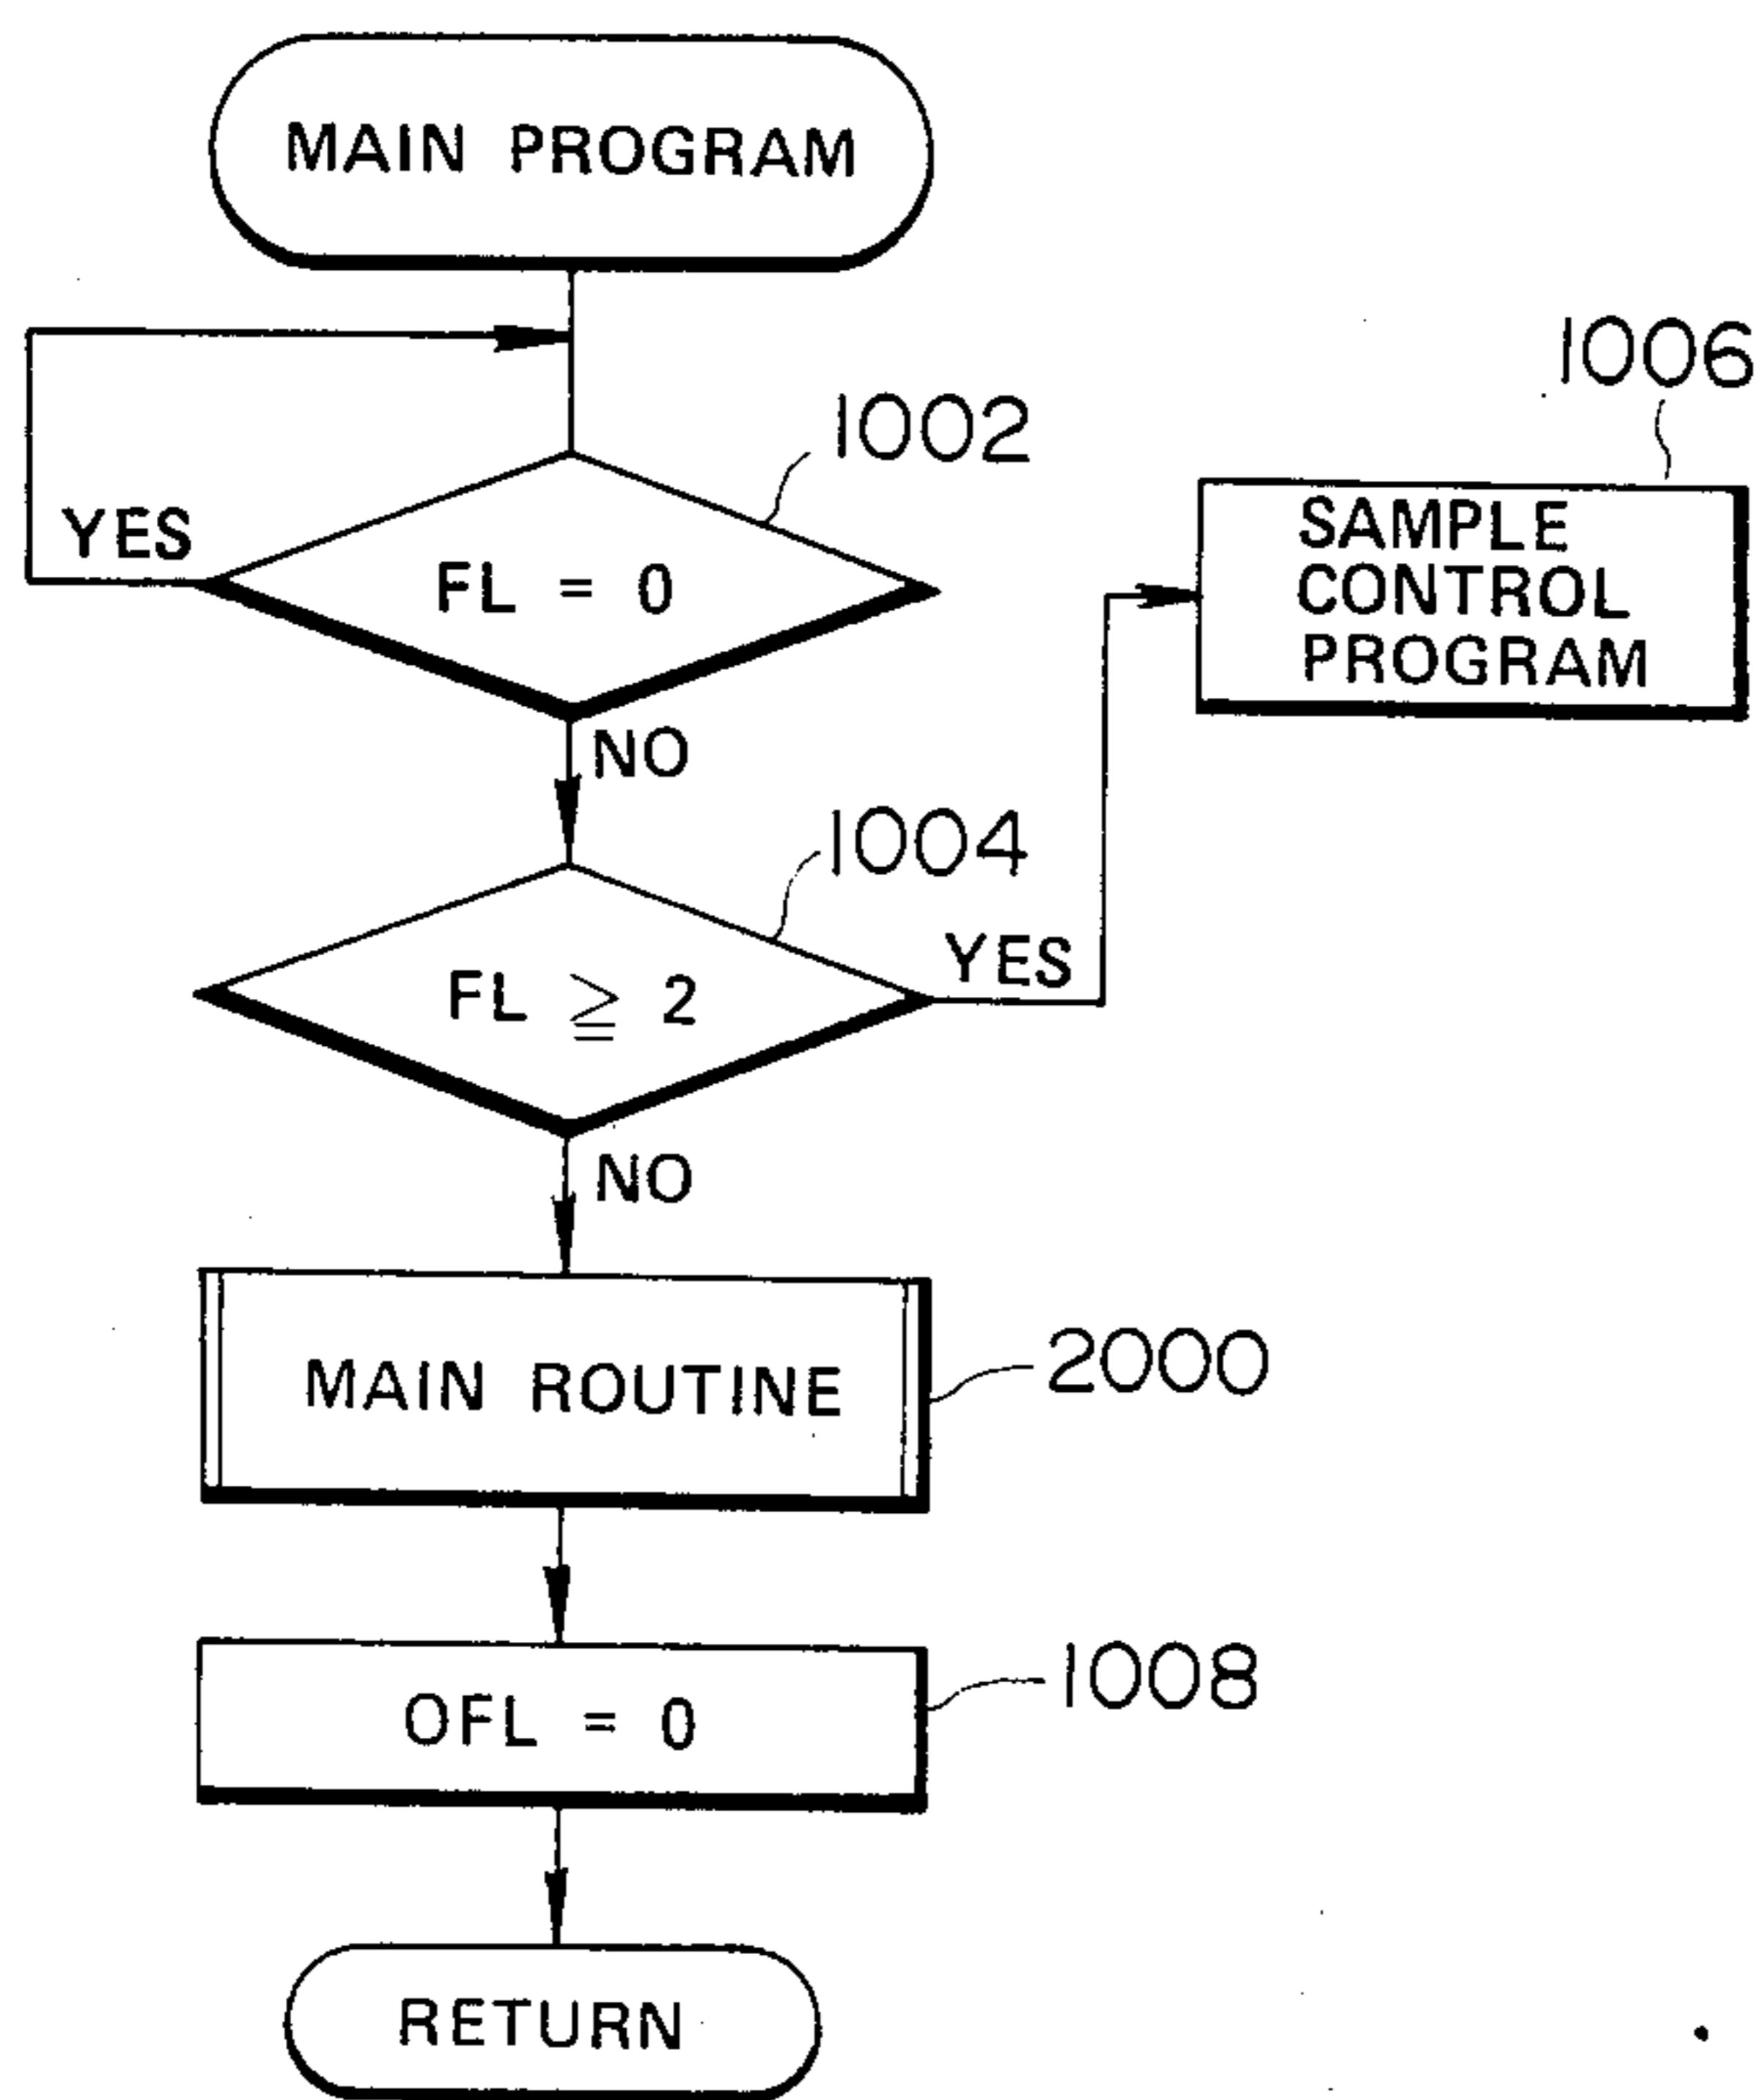 MAIN PROGRAM
1002
YES
FL = 0
NO
1006
SAMPLE
CONTROL
PROGRAM
1004
YES
FL ≧ 2
NO
MAIN ROUTINE
2000
OFL = 0
1008
RETURN